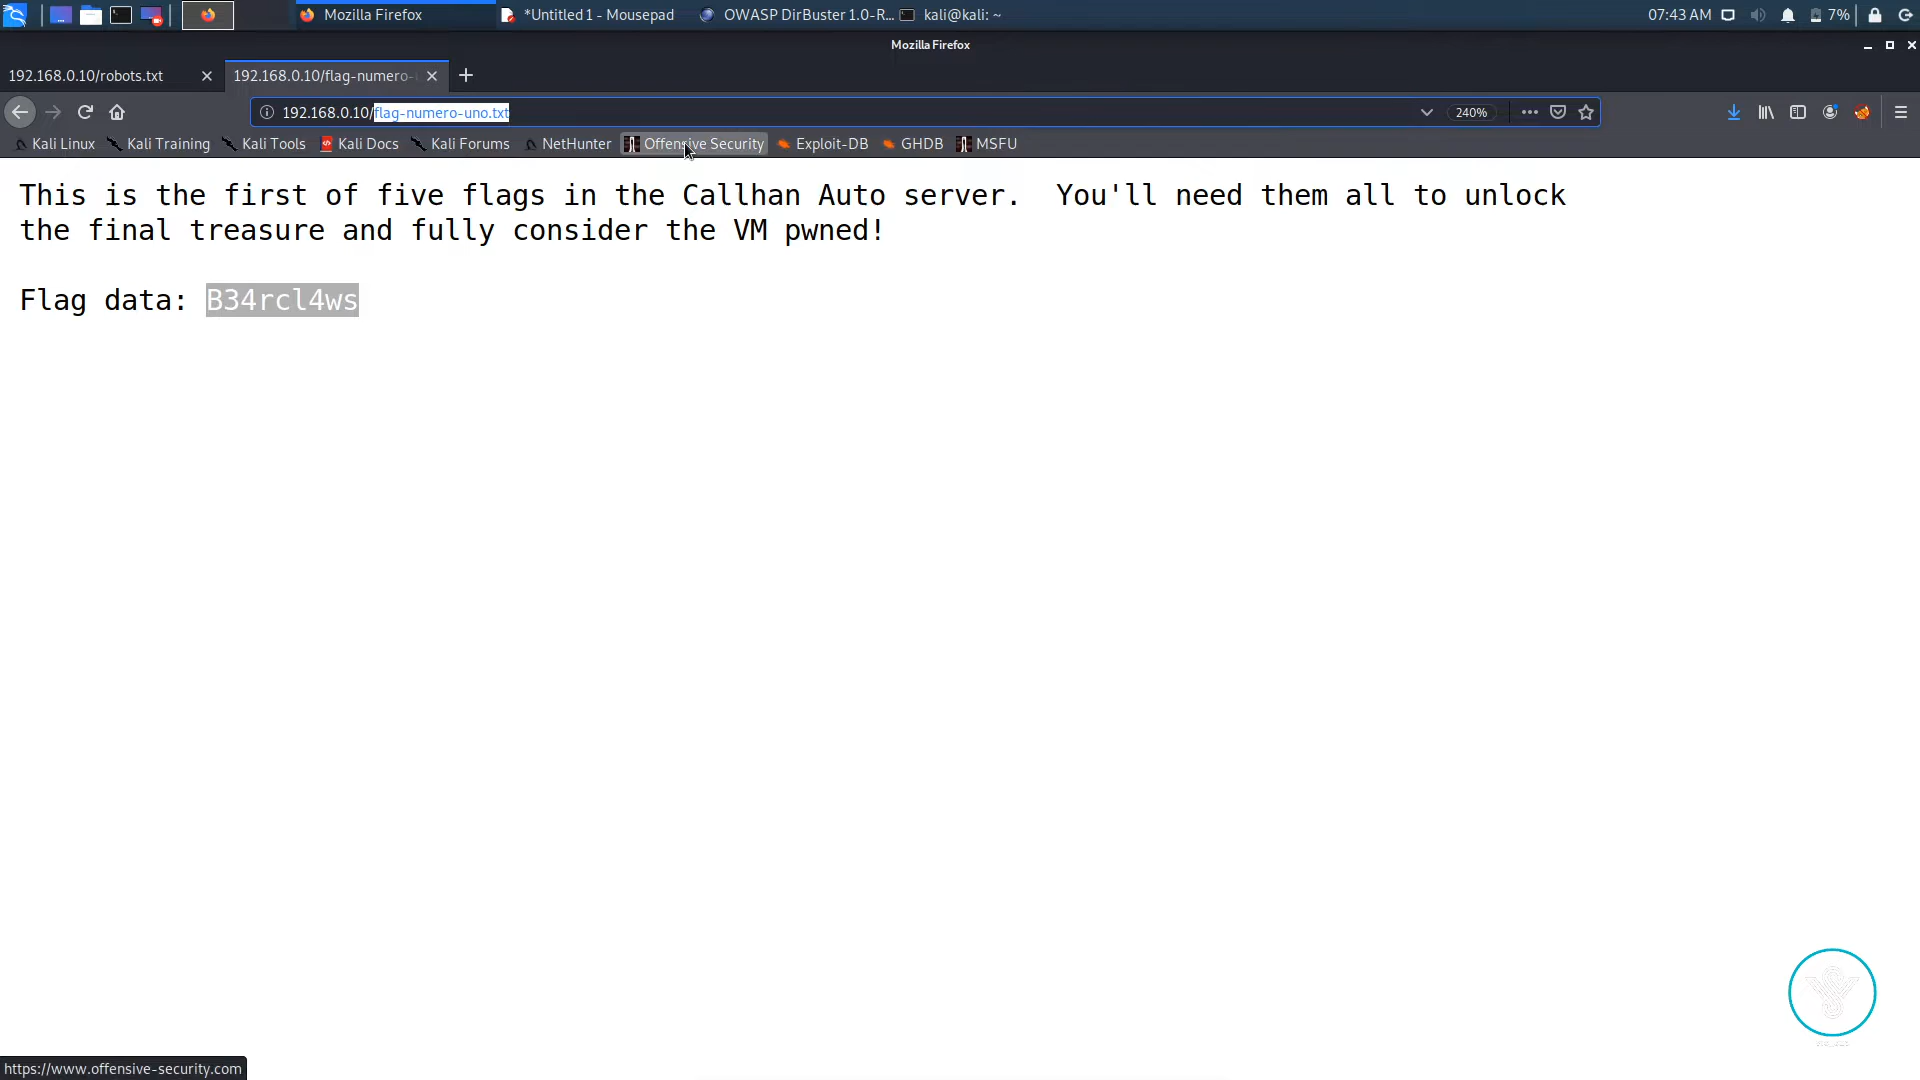 Mozilla Firefox
*Untitled 1 - Mousepad
OWASP DirBuster 1.0-R...
kali@kali: ~
07:43 AM
7%
Mozilla Firefox
192.168.0.10/robots.txt
192.168.0.10/flag-numero-
192.168.0.10/flag-numero-uno.txt
240%
Kali Linux
Kali Training
Kali Tools
Kali Docs
Kali Forums
NetHunter
Offensive Security
Exploit-DB
GHDB
MSFU
This is the first of five flags in the Callhan Auto server.  You'll need them all to unlock
the final treasure and fully consider the VM pwned!
Flag data: B34rcl4ws
https://www.offensive-security.com